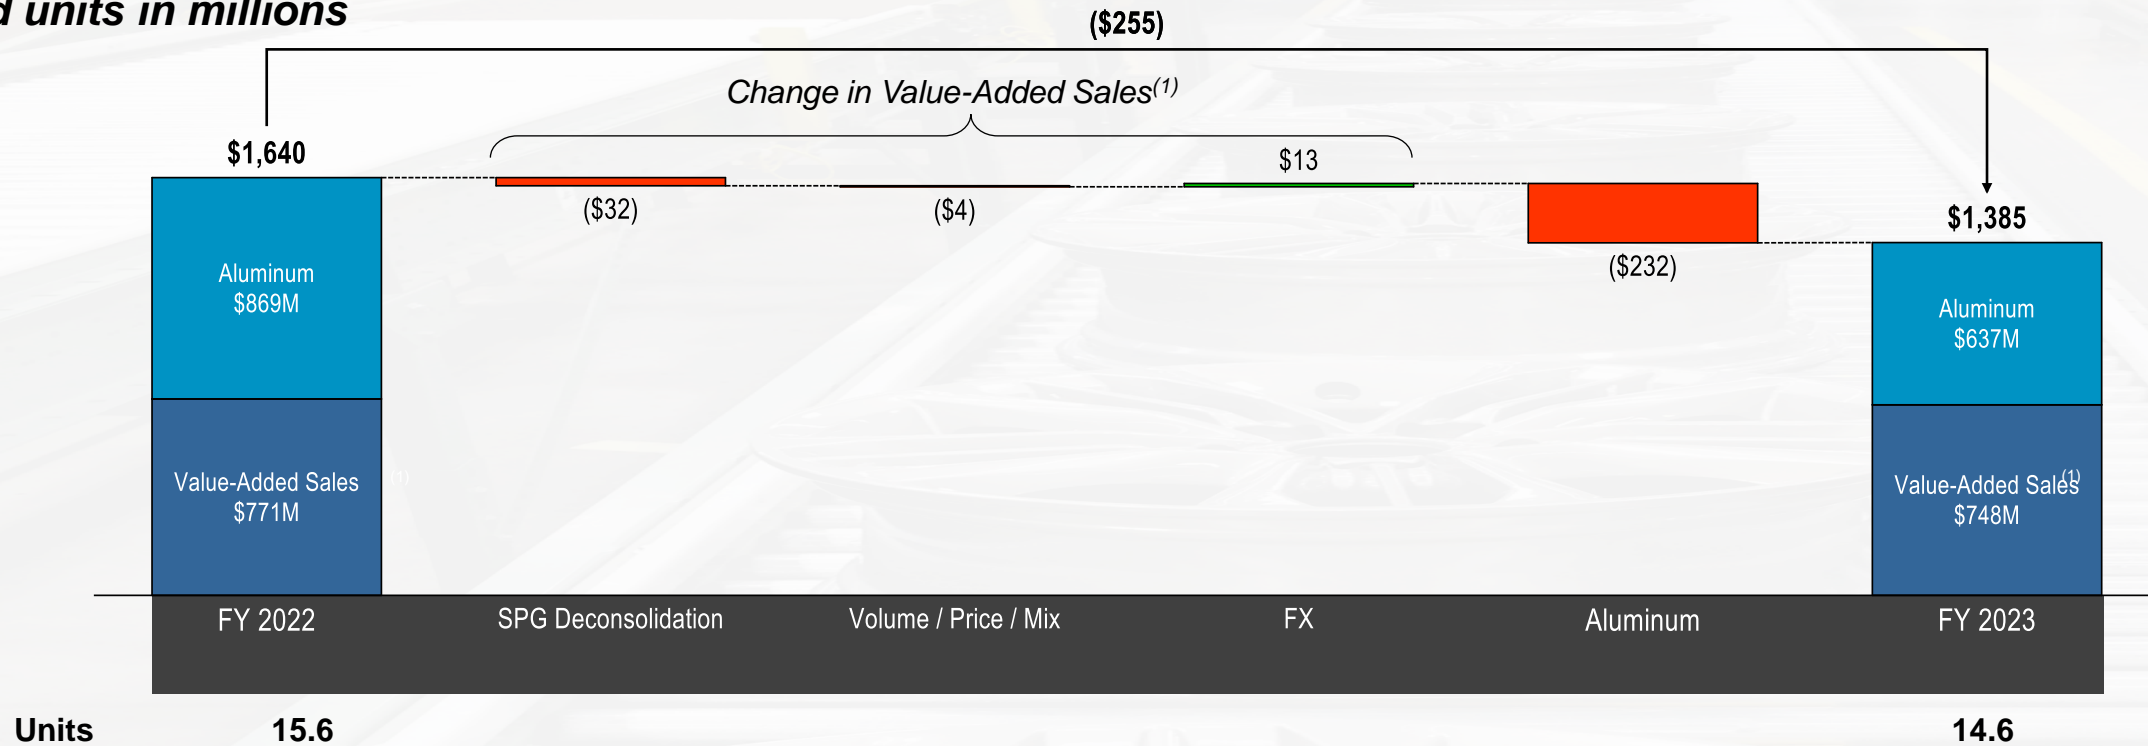 d units in millions
($255)
Change in Value-Added Sales(1)
$1,640
$13
($32)
($4)
$1,385
($232)
Aluminum
$869M
Aluminum
$637M
Value-Added Sales (1)
$771M
Value-Added Sales(1)
$748M
FY 2022 SPG Deconsolidation Volume / Price / Mix FX Aluminum FY 2023
Units 15.6 14.6